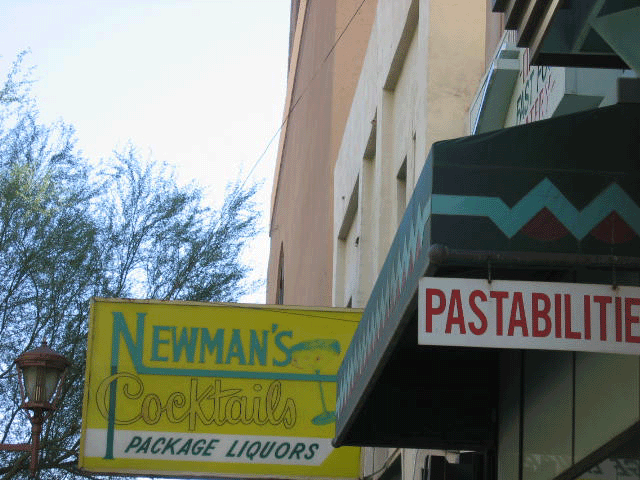 NEWMAN'S
Cocktails
PACKAGE LIQUORS
PASTABILITIE